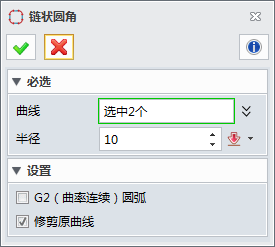 链状圆角
必选
曲线 选中2个
半径 10
设置
G2（曲率连续）圆弧
修剪原曲线